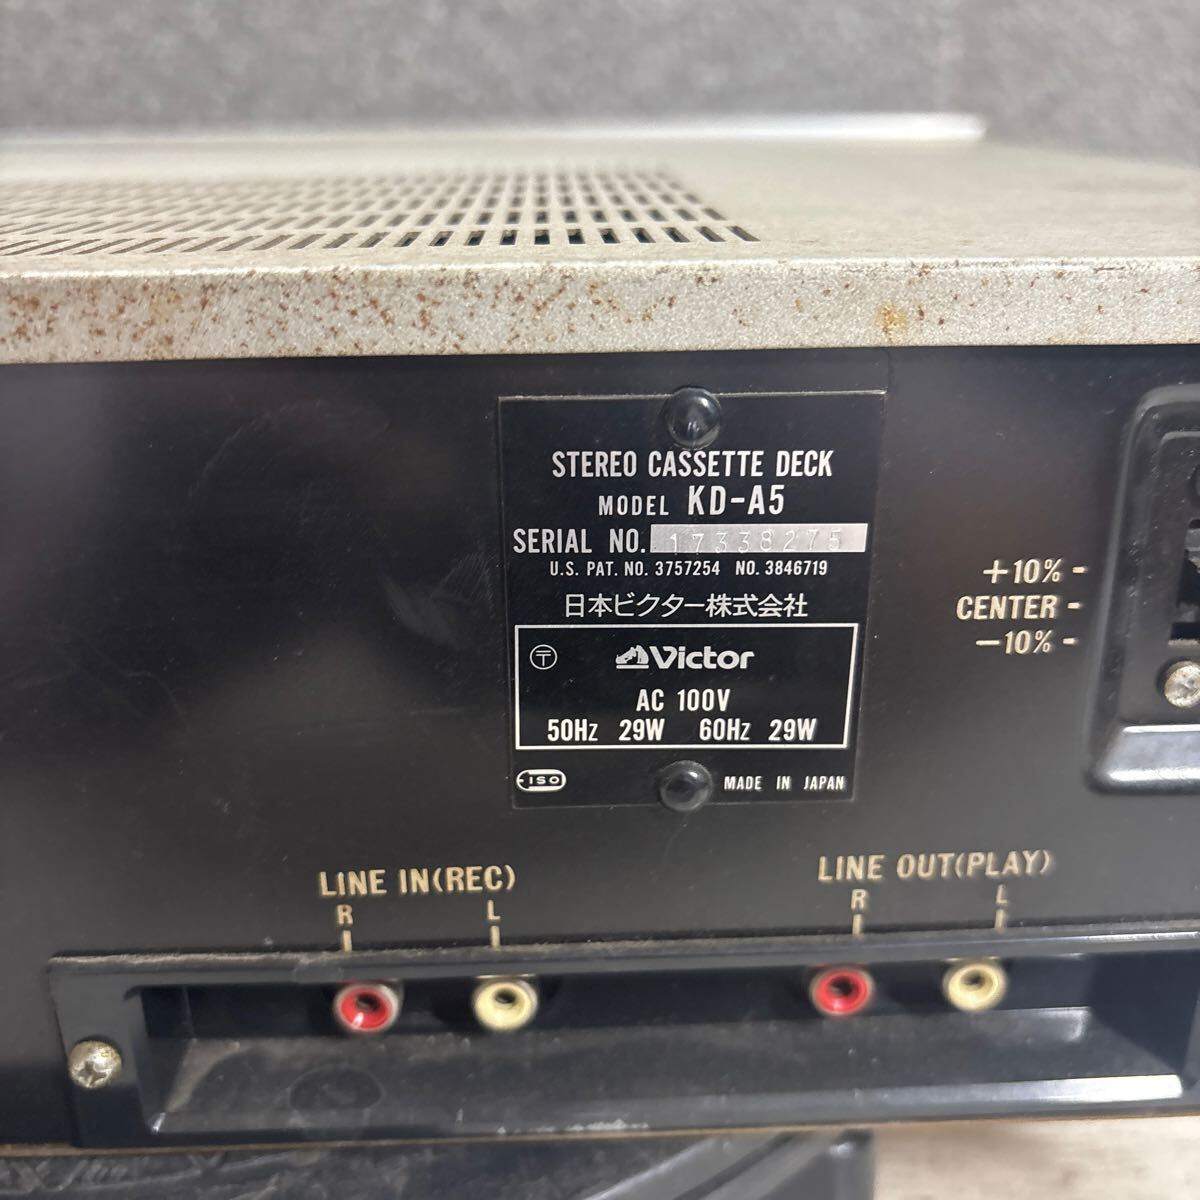 STEREO CASSETTE DECK
MODEL KD-A5
SERIAL NO. 17338275
U.S. PAT. NO. 3757254 NO. 3846719
日本ビクター株式会社
〒 Victor
AC 100V
50Hz 29W 60Hz 29W
ISO
MADE IN JAPAN
+10% -
CENTER -
-10% -
LINE IN(REC)
R L
LINE OUT(PLAY)
R L